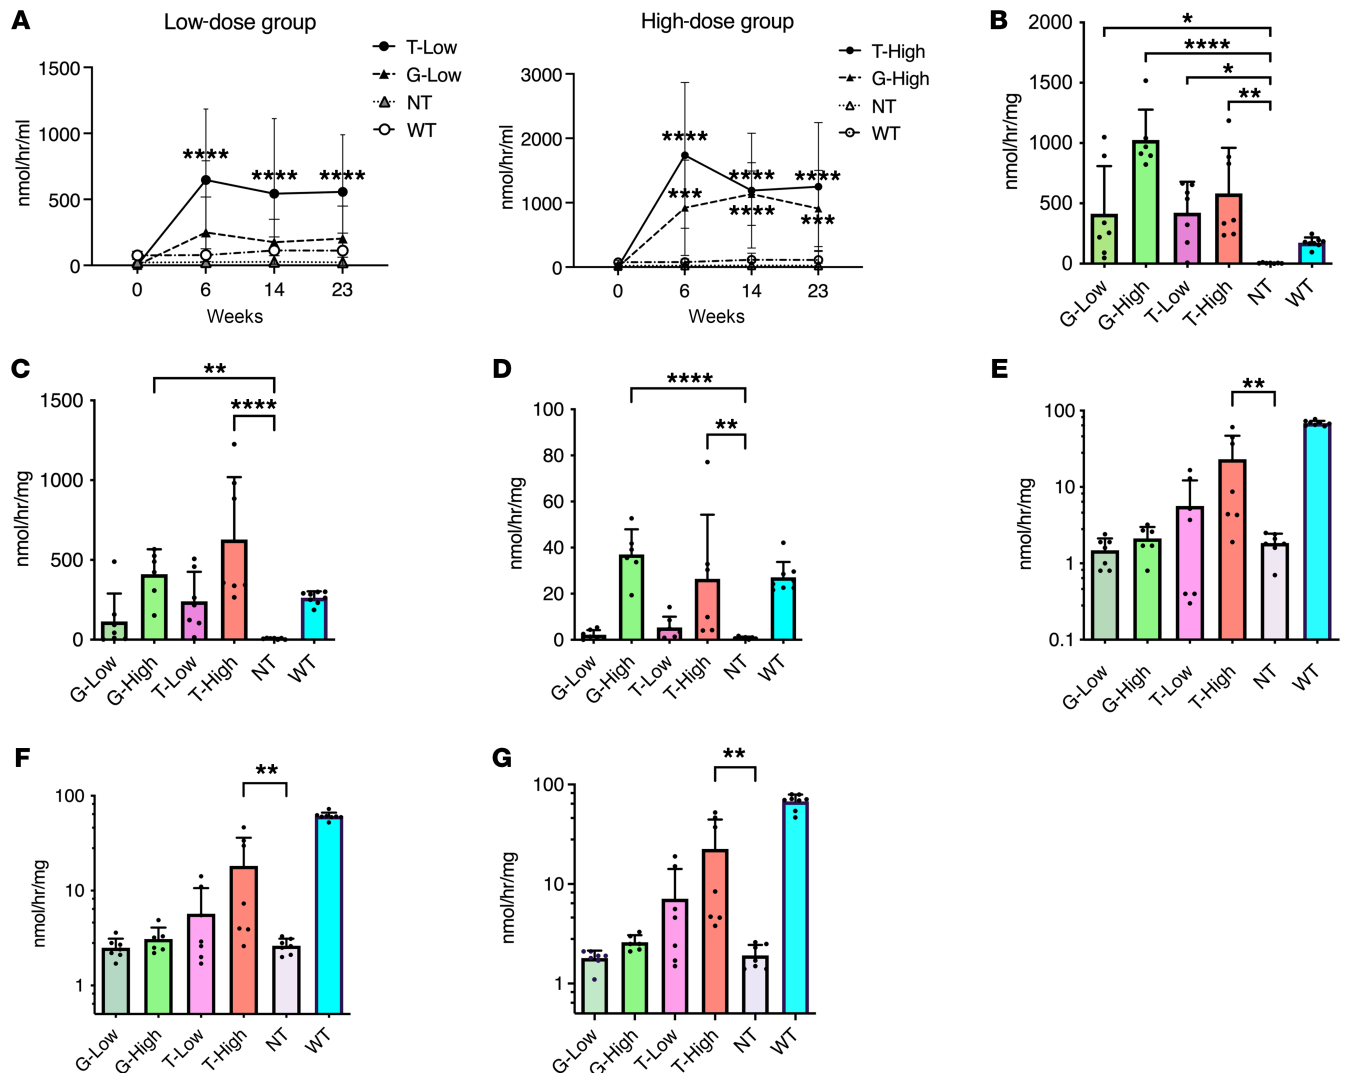 A
Low-dose group
T-Low
G-Low
NT
WT
nmol/hr/ml
1500
1000
500
0
****
****
****
0 6 14 23
Weeks
High-dose group
T-High
G-High
NT
WT
nmol/hr/ml
3000
2000
1000
0
****
****
****
***
****
***
0 6 14 23
Weeks
B
nmol/hr/mg
2000
1500
1000
500
0
*
****
*
**
G-Low G-High T-Low T-High NT WT
C
nmol/hr/mg
1500
1000
500
0
**
****
G-Low G-High T-Low T-High NT WT
D
nmol/hr/mg
100
80
60
40
20
0
****
**
G-Low G-High T-Low T-High NT WT
E
nmol/hr/mg
100
10
1
0.1
**
G-Low G-High T-Low T-High NT WT
F
nmol/hr/mg
100
10
1
**
G-Low G-High T-Low T-High NT WT
G
nmol/hr/mg
100
10
1
**
G-Low G-High T-Low T-High NT WT